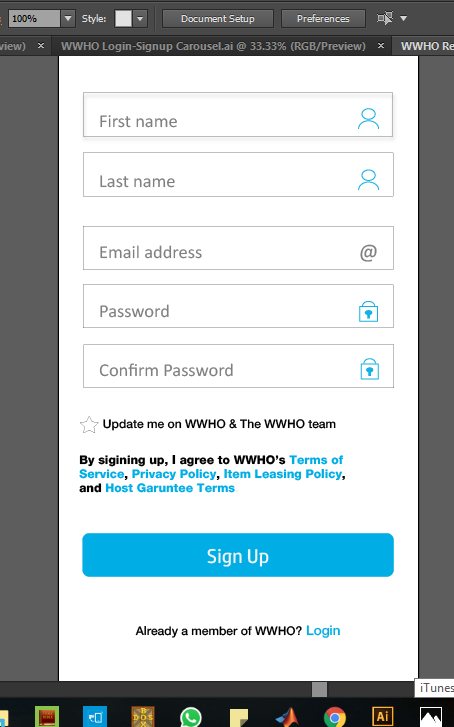 100%
Style:
Document Setup
Preferences
view) ×
WWHO Login-Signup Carousel.ai @ 33.33% (RGB/Preview) ×
WWHO Re
First name
Last name
Email address
@
Password
Confirm Password
Update me on WWHO & The WWHO team
By sigining up, I agree to WWHO's Terms of
Service, Privacy Policy, Item Leasing Policy,
and Host Garuntee Terms
Sign Up
Already a member of WWHO? Login
iTunes
DOS
Ai